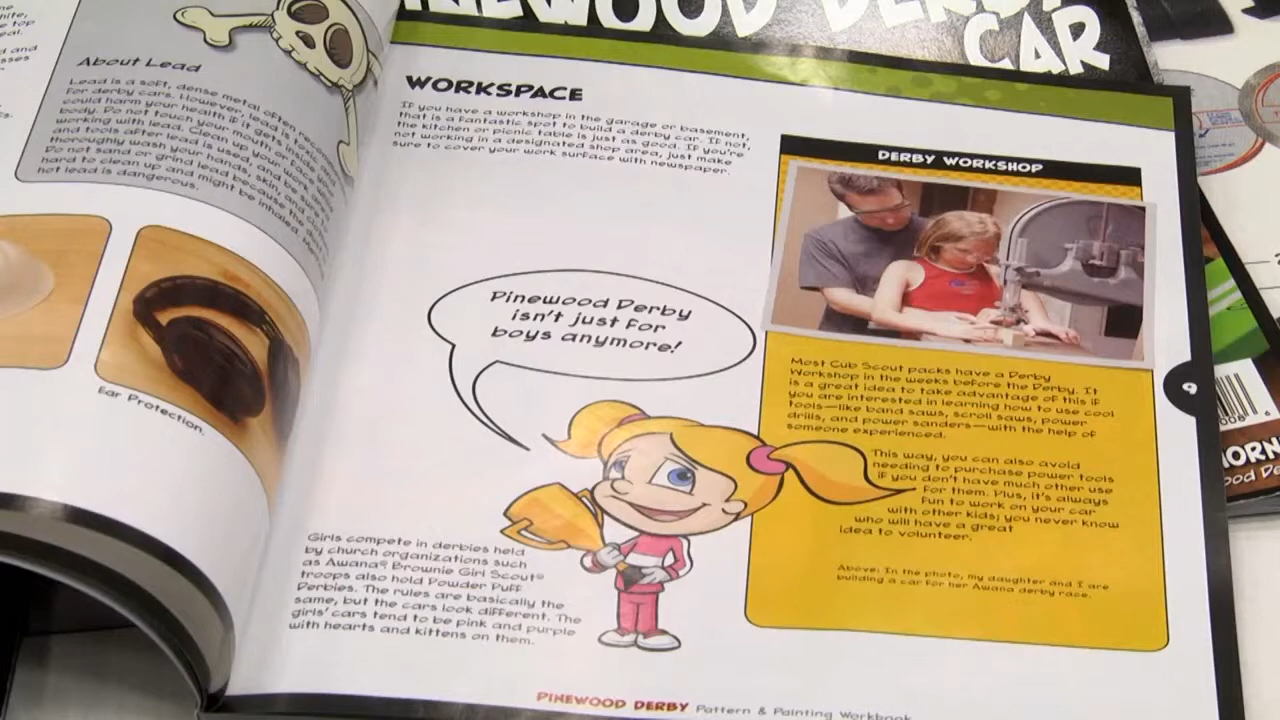 PINEWOOD DERBY
CAR
About Lead
Lead is a soft, dense metal often
for derby cars. However, lead is toxic and
could harm your health if it gets inside your
body. Do not touch your mouth or face while
working with lead. Clean up your work
and tools after lead is used, and be sure to
thoroughly wash your hands, skin, and
Do not sand or grind lead because the dust is
hard to clean up and might be inhaled.
hot lead is dangerous.
Ear Protection.
WORKSPACE
If you have a workshop in the garage or basement,
that is a fantastic spot to build a derby car. If not,
the kitchen or picnic table is just as good. If you're
not working in a designated shop area, just make
sure to cover your work surface with newspaper.
Pinewood Derby
isn't just for
boys anymore!
Girls compete in derbies held
by church organizations such
as Awana® Brownie Girl Scout®
troops also hold Powder Puff
Derbies. The rules are basically the
same, but the cars look different. The
girls' cars tend to be pink and purple
with hearts and kittens on them.
DERBY WORKSHOP
Most Cub Scout packs have a Derby
Workshop in the weeks before the Derby. It
is a great idea to take advantage of this if
you are interested in learning how to use cool
tools—like band saws, scroll saws, power
drills, and power sanders—with the help of
someone experienced.
This way, you can also avoid
needing to purchase power tools
if you don't have much other use
for them. Plus, it's always
fun to work on your car
with other kids; you never know
who will have a great
idea to volunteer.
Above: In the photo, my daughter and I are
building a car for her Awana derby race.
9
PINEWOOD DERBY Pattern & Painting Workbook